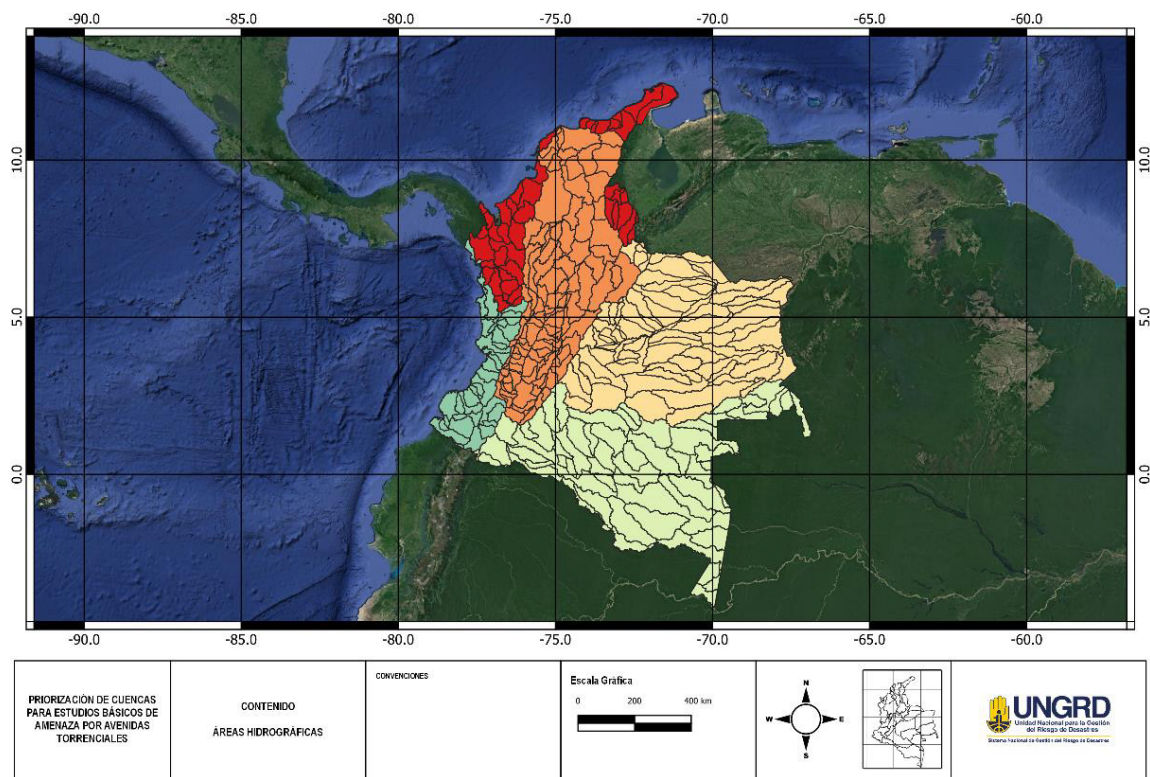 -90.0 -85.0 -80.0 -75.0 -70.0 -65.0 -60.0
10.0 10.0
5.0 5.0
0.0 0.0
-90.0 -85.0 -80.0 -75.0 -70.0 -65.0 -60.0
PRIORIZACIÓN DE CUENCAS
PARA ESTUDIOS BÁSICOS DE
AMENAZA POR AVENIDAS
TORRENCIALES
CONTENIDO
ÁREAS HIDROGRÁFICAS
CONVENCIONES
Escala Gráfica
0 200 400 km
N
W E
S
UNGRD
Unidad Nacional para la Gestión
del Riesgo de Desastres
Sistema Nacional de Gestión del Riesgo de Desastres